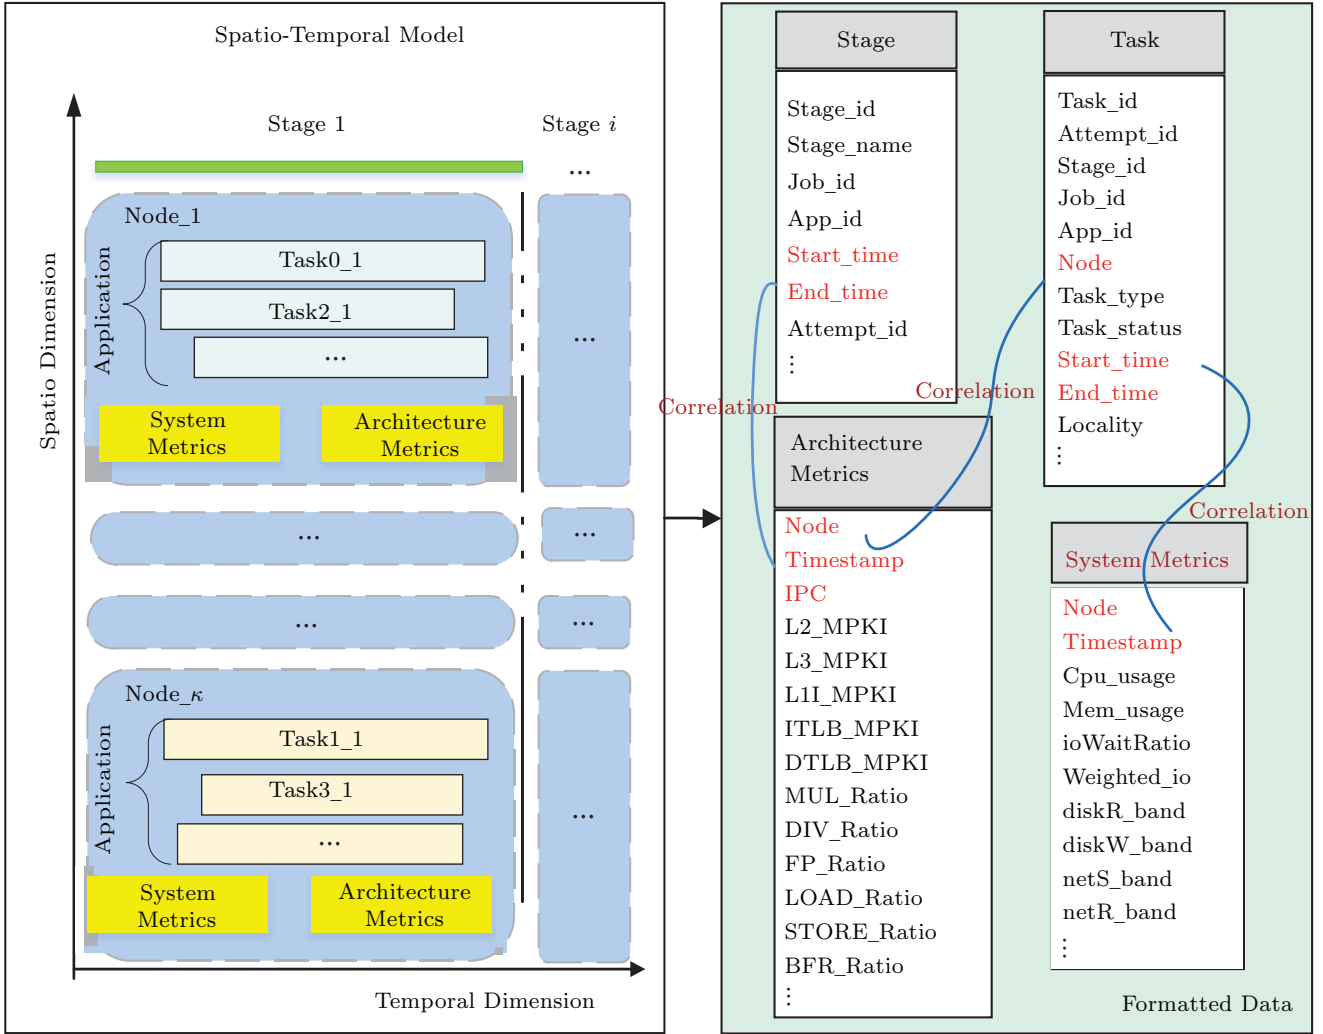 Spatio-Temporal Model
Stage 1
Stage i
...
Spatio Dimension
Node_1
Application
Task0_1
Task2_1
...
System
Metrics
Architecture
Metrics
...
...
...
...
...
Node_κ
Application
Task1_1
Task3_1
...
System
Metrics
Architecture
Metrics
...
Temporal Dimension
Stage
Stage_id
Stage_name
Job_id
App_id
Start_time
End_time
Attempt_id
⋮
Correlation
Architecture
Metrics
Node
Timestamp
IPC
L2_MPKI
L3_MPKI
L1I_MPKI
ITLB_MPKI
DTLB_MPKI
MUL_Ratio
DIV_Ratio
FP_Ratio
LOAD_Ratio
STORE_Ratio
BFR_Ratio
⋮
Correlation
Task
Task_id
Attempt_id
Stage_id
Job_id
App_id
Node
Task_type
Task_status
Start_time
End_time
Locality
⋮
Correlation
System Metrics
Node
Timestamp
Cpu_usage
Mem_usage
ioWaitRatio
Weighted_io
diskR_band
diskW_band
netS_band
netR_band
⋮
Formatted Data